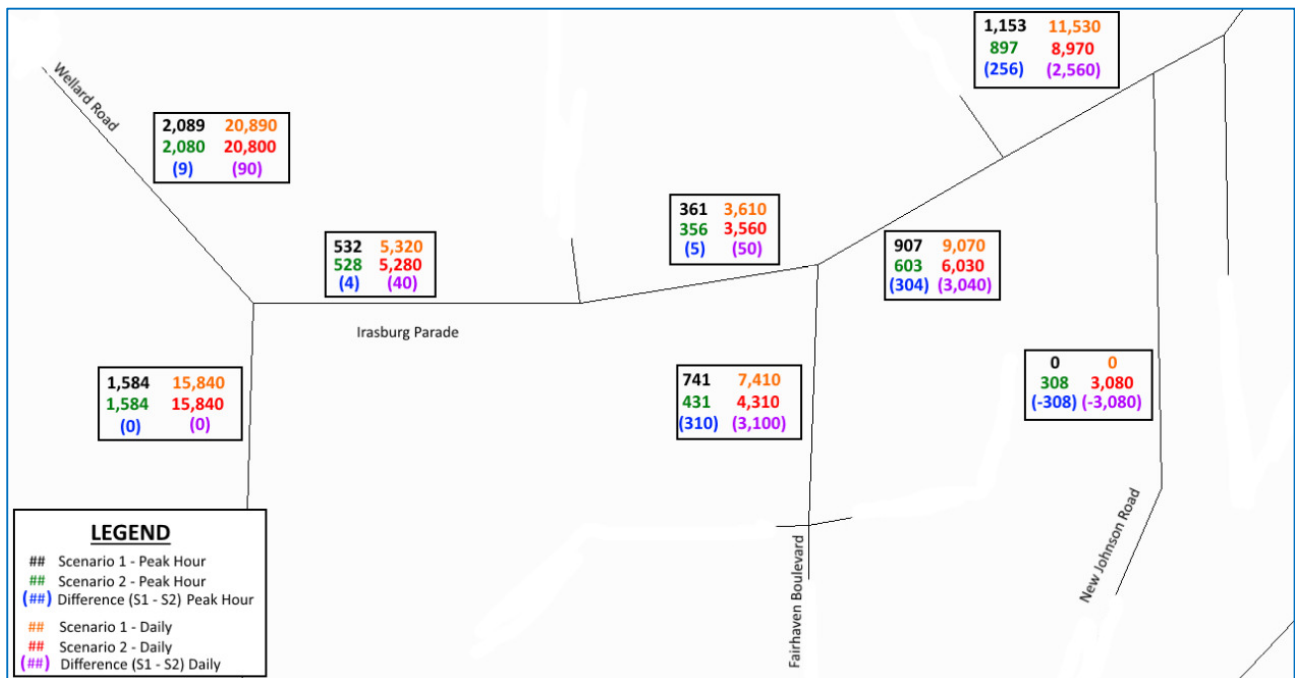 1,153 11,530
897 8,970
(256) (2,560)
Wellard Road
2,089 20,890
2,080 20,800
(9) (90)
361 3,610
356 3,560
(5) (50)
532 5,320
528 5,280
(4) (40)
907 9,070
603 6,030
(304) (3,040)
Irasburg Parade
1,584 15,840
1,584 15,840
(0) (0)
741 7,410
431 4,310
(310) (3,100)
0 0
308 3,080
(-308) (-3,080)
New Johnson Road
Fairhaven Boulevard
LEGEND
## Scenario 1 - Peak Hour
## Scenario 2 - Peak Hour
(##) Difference (S1 - S2) Peak Hour
## Scenario 1 - Daily
## Scenario 2 - Daily
(##) Difference (S1 - S2) Daily